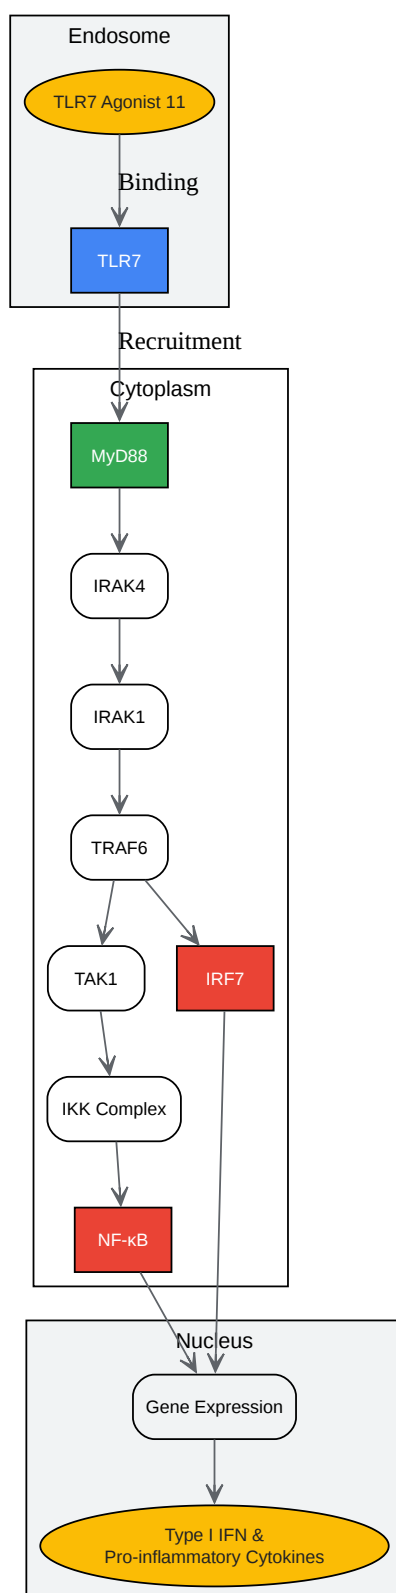 Endosome
TLR7 Agonist 11
Binding
TLR7
Recruitment
Cytoplasm
MyD88
IRAK4
IRAK1
TRAF6
TAK1
IRF7
IKK Complex
NF-κB
Nucleus
Gene Expression
Type I IFN &
Pro-inflammatory Cytokines